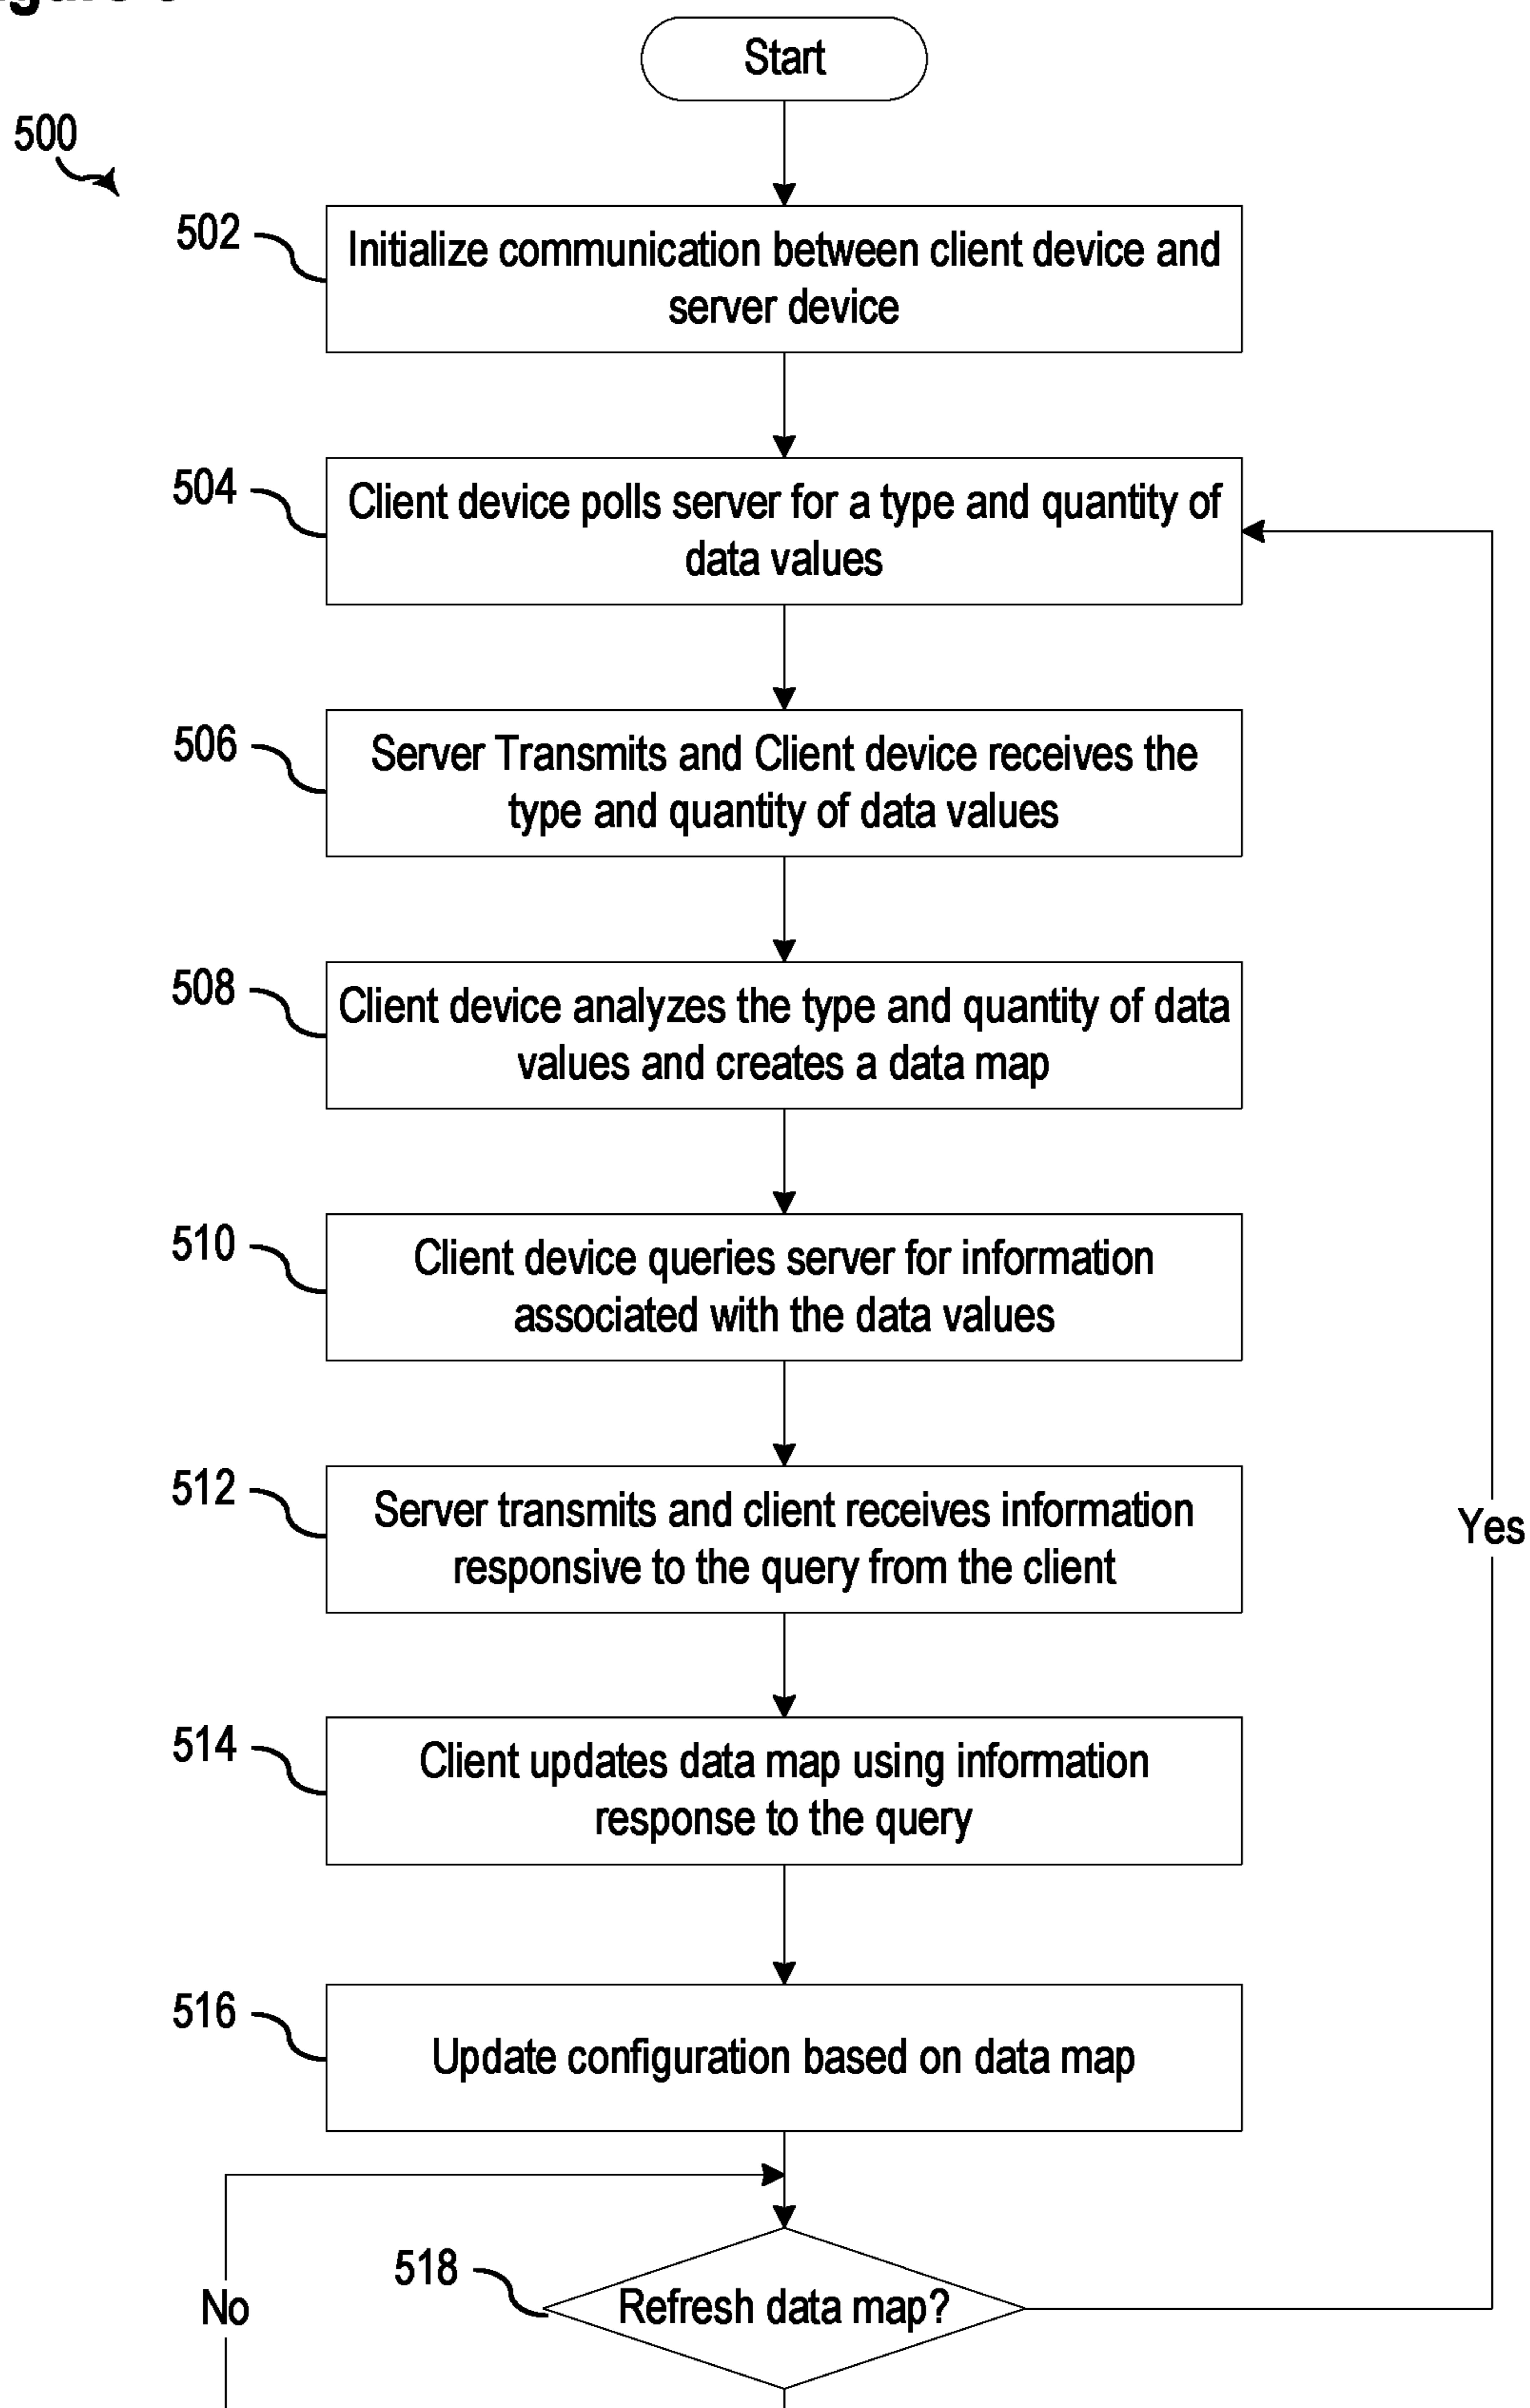 Start
500
502
Initialize communication between client device and
server device
504
Client device polls server for a type and quantity of
data values
506
Server Transmits and Client device receives the
type and quantity of data values
508
Client device analyzes the type and quantity of data
values and creates a data map
510
Client device queries server for information
associated with the data values
512
Server transmits and client receives information
responsive to the query from the client
Yes
514
Client updates data map using information
response to the query
516
Update configuration based on data map
518
Refresh data map?
No